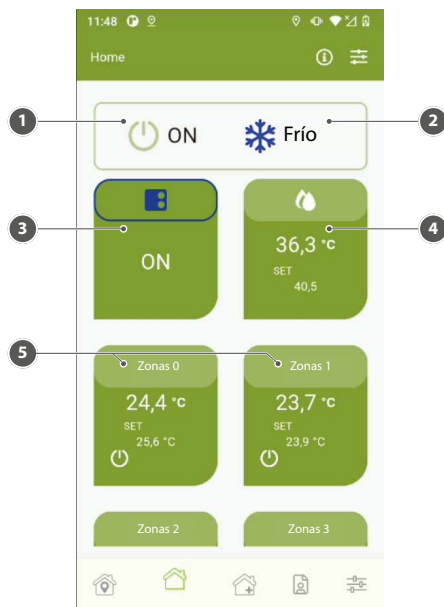 11:48
Home
1 ON Frío 2
3 ON
36,3 °C 4
SET
40,5
5 Zonas 0
24,4 °C
SET
25,6 °C
Zonas 1
23,7 °C
SET
23,9 °C
Zonas 2
Zonas 3